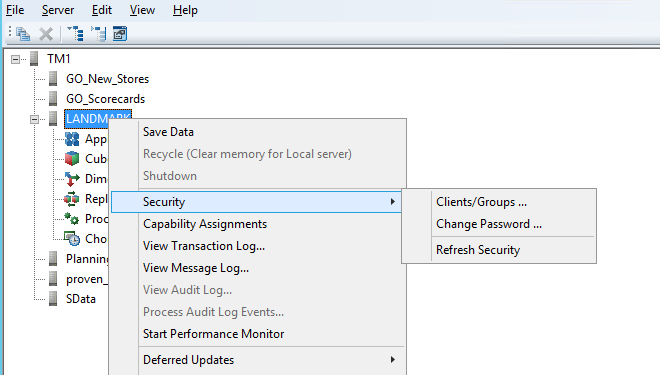 File Server Edit View Help
TM1
GO_New_Stores
GO_Scorecards
LANDMARK
App
Cub
Dim
Repl
Proc
Cho
Planning
proven_
SData
Save Data
Recycle (Clear memory for Local server)
Shutdown
Security
Capability Assignments
View Transaction Log...
View Message Log...
View Audit Log...
Process Audit Log Events...
Start Performance Monitor
Deferred Updates
Clients/Groups ...
Change Password ...
Refresh Security